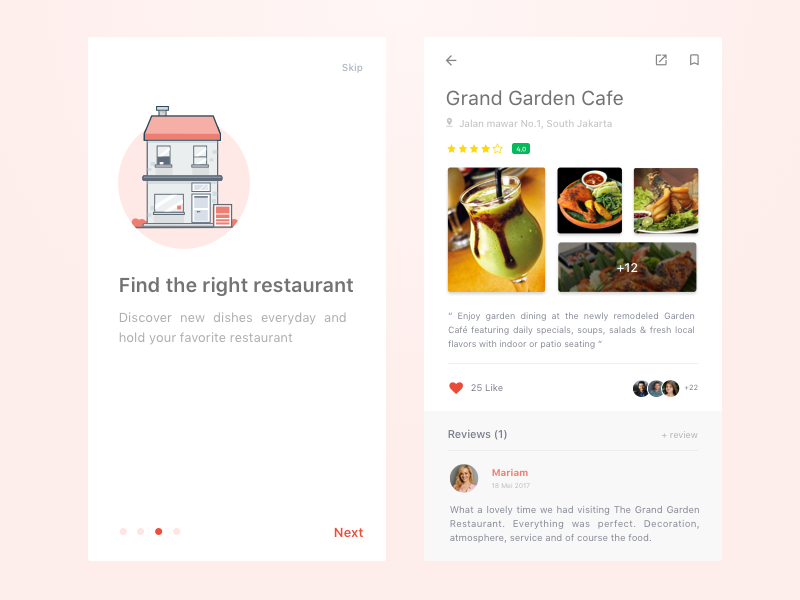 Skip
Find the right restaurant
Discover new dishes everyday and
hold your favorite restaurant
Next
Grand Garden Cafe
Jalan mawar No.1, South Jakarta
4,0
+12
" Enjoy garden dining at the newly remodeled Garden
Café featuring daily specials, soups, salads & fresh local
flavors with indoor or patio seating "
25 Like
+22
Reviews (1)
+ review
Mariam
18 Mei 2017
What a lovely time we had visiting The Grand Garden
Restaurant. Everything was perfect. Decoration,
atmosphere, service and of course the food.